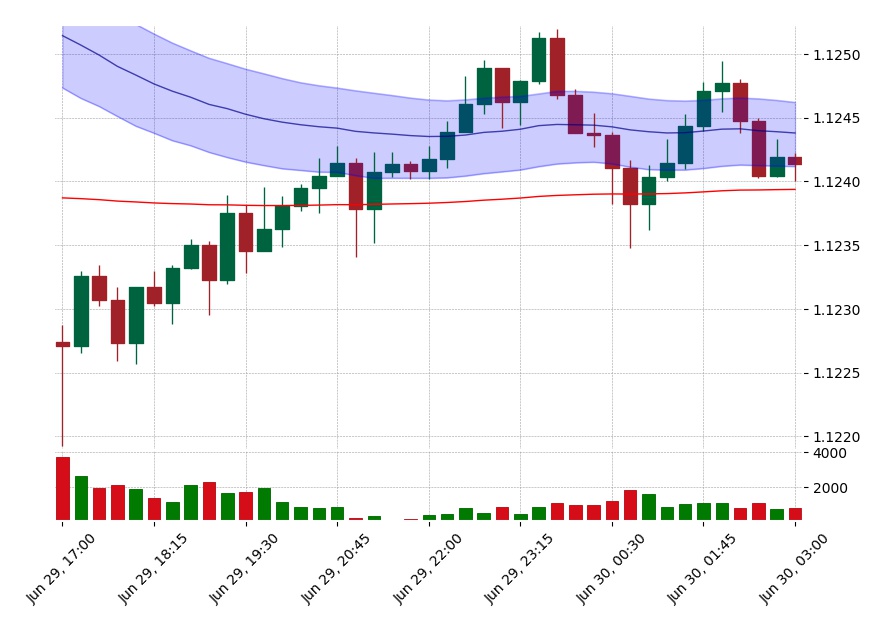 1.1250
1.1245
1.1240
1.1235
1.1230
1.1225
1.1220
4000
2000
Jun 29, 17:00
Jun 29, 18:15
Jun 29, 19:30
Jun 29, 20:45
Jun 29, 22:00
Jun 29, 23:15
Jun 30, 00:30
Jun 30, 01:45
Jun 30, 03:00